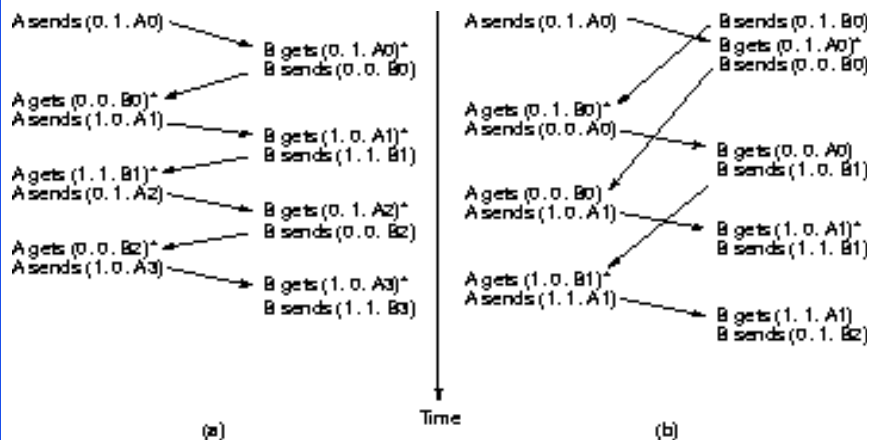 A sends (0, 1, A0)
B gets (0, 1, A0)*
B sends (0, 0, B0)
A gets (0, 0, B0)*
A sends (1, 0, A1)
B gets (1, 0, A1)*
B sends (1, 1, B1)
A gets (1, 1, B1)*
A sends (0, 1, A2)
B gets (0, 1, A2)*
B sends (0, 0, B2)
A gets (0, 0, B2)*
A sends (1, 0, A3)
B gets (1, 0, A3)*
B sends (1, 1, B3)
(a)
Time
A sends (0, 1, A0)
B sends (0, 1, B0)
B gets (0, 1, A0)*
B sends (0, 0, B0)
A gets (0, 1, B0)*
A sends (0, 0, A0)
B gets (0, 0, A0)
B sends (1, 0, B1)
A gets (0, 0, B0)
A sends (1, 0, A1)
B gets (1, 0, A1)*
B sends (1, 1, B1)
A gets (1, 0, B1)*
A sends (1, 1, A1)
B gets (1, 1, A1)
B sends (0, 1, B2)
(b)